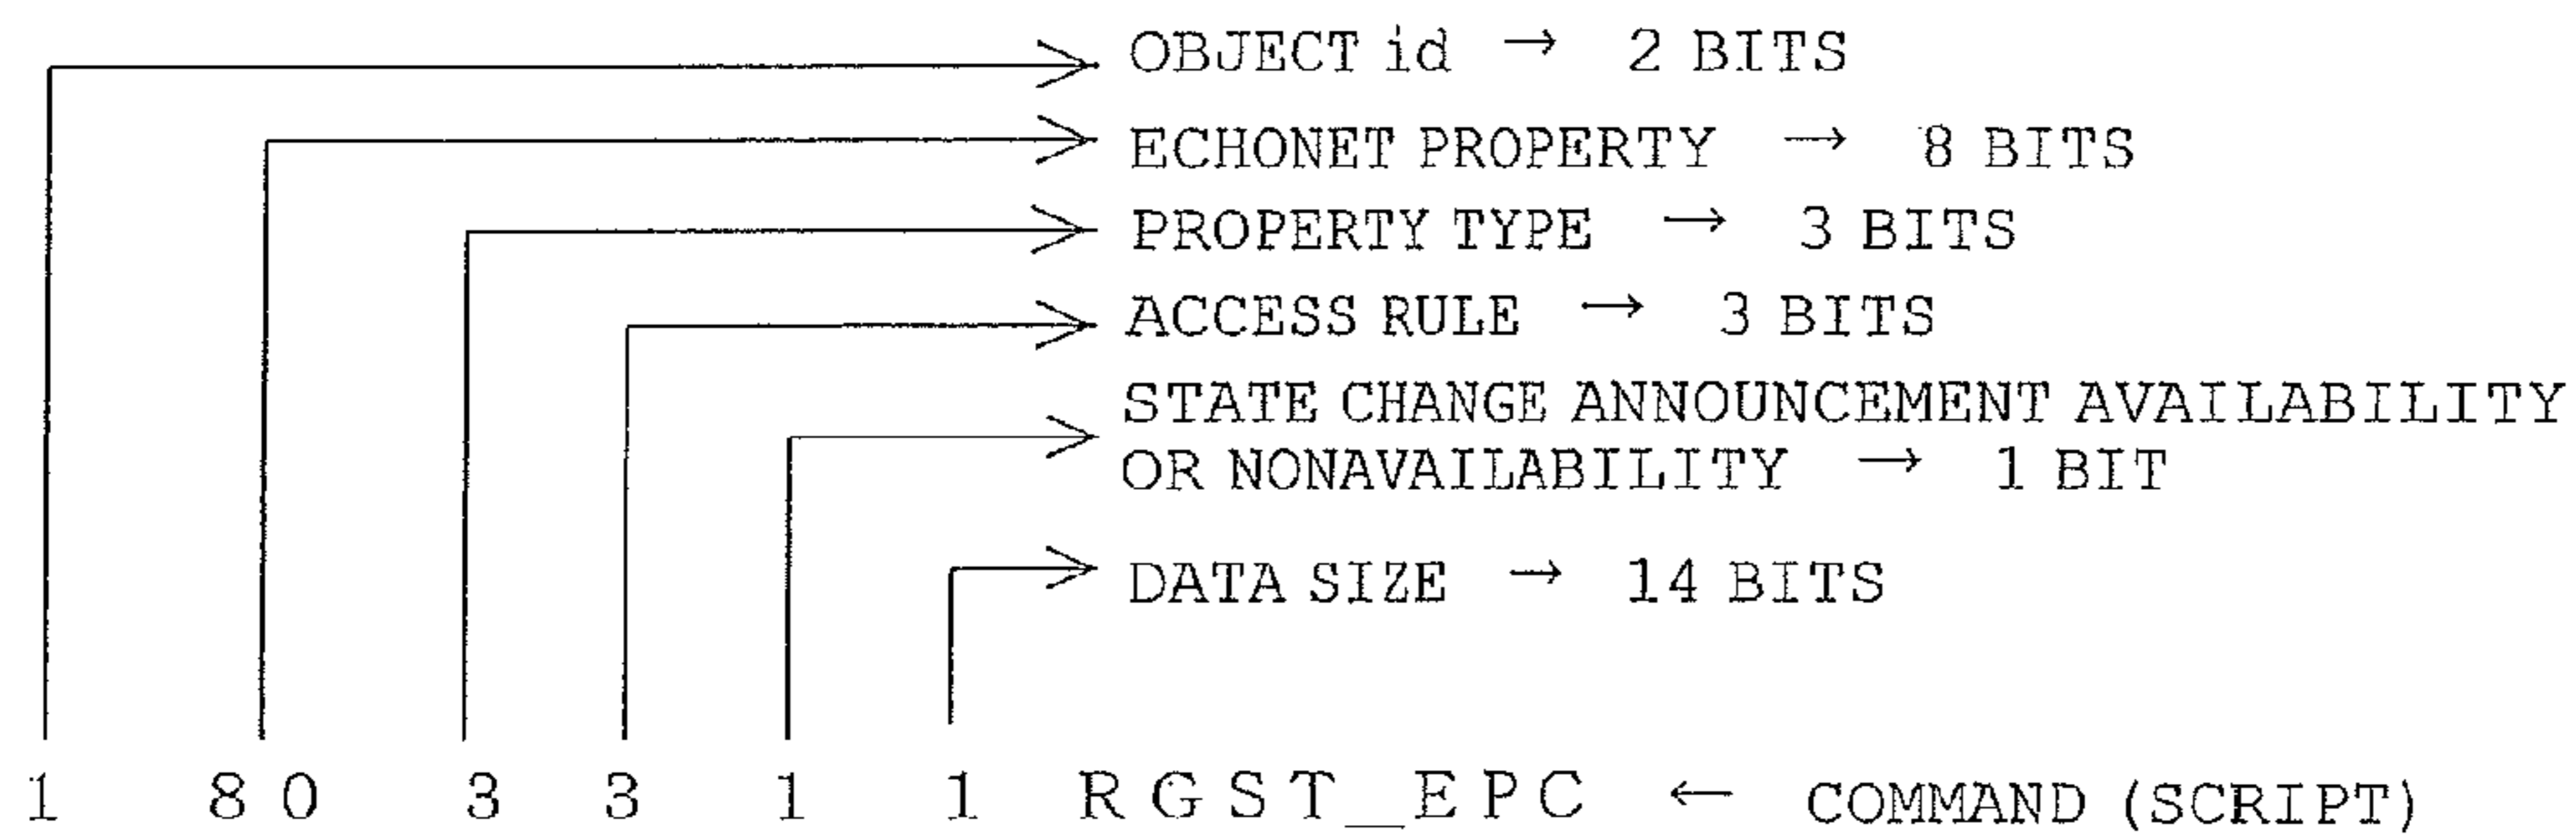 OBJECT id → 2 BITS
ECHONET PROPERTY → 8 BITS
PROPERTY TYPE → 3 BITS
ACCESS RULE → 3 BITS
STATE CHANGE ANNOUNCEMENT AVAILABILITY
OR NONAVAILABILITY → 1 BIT
DATA SIZE → 14 BITS
1 80 3 3 1 1 RGST_EPC ← COMMAND (SCRIPT)